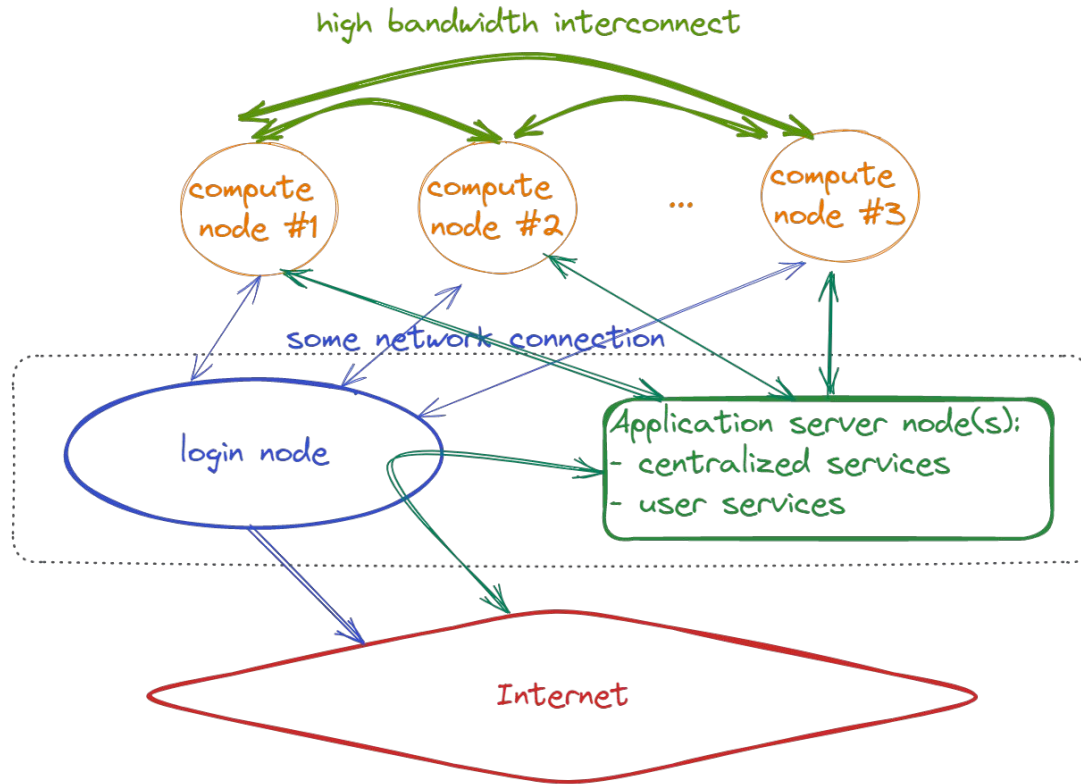 high bandwidth interconnect
compute
node #1
compute
node #2
...
compute
node #3
some network connection
login node
Application server node(s):
- centralized services
- user services
Internet